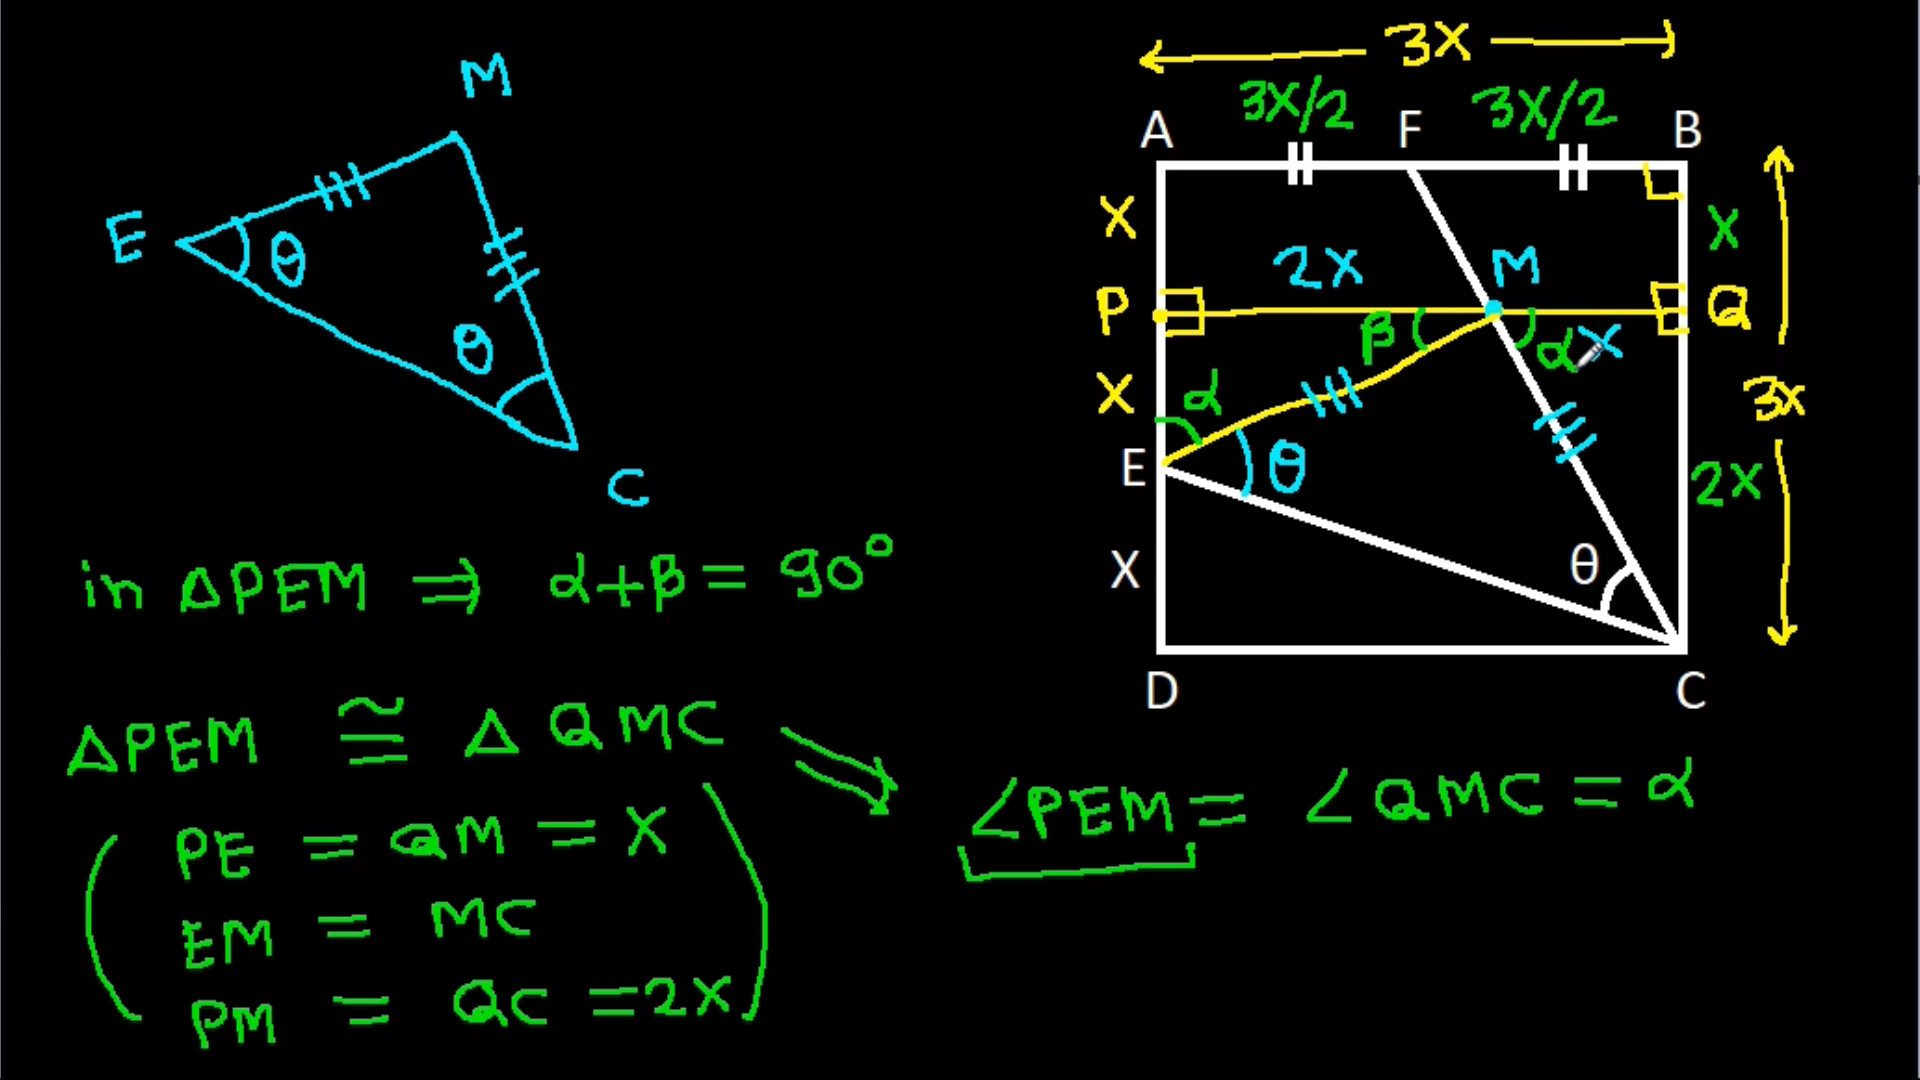 M
E
θ
θ
C
in ΔPEM ⇒ α+β = 90°
ΔPEM ≅ Δ QMC
PE = QM = X
EM = MC
PM = QC = 2X
∠PEM = ∠QMC = α
3X
3X/2 3X/2
A F B
X X
2X M
P Q
β α X
X α 3X
E θ 2X
X θ
D C